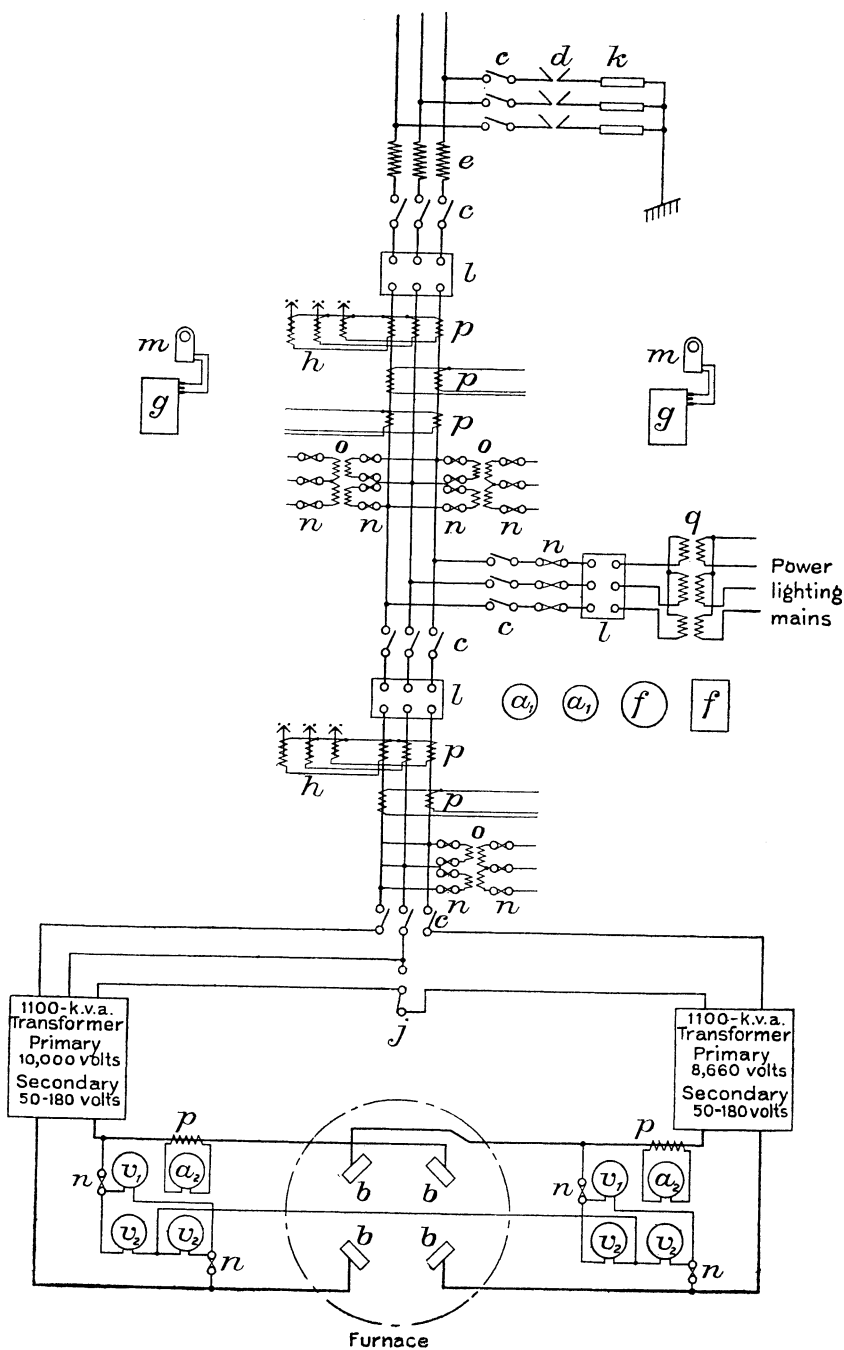 c d k
e
c
l
p
h
m
g
p
p
m
g
o o
n n n n
q
n
Power
lighting
mains
c l
c
l
a₁ a₁ f f
p
h
p
o
n n
c
j
1100-k.v.a.
Transformer
Primary
10,000 volts
Secondary
50-180 volts
1100-k.v.a.
Transformer
Primary
8,660 volts
Secondary
50-180 volts
p p
n v₁ a₂ b b n v₁ a₂
v₂ v₂ n b b v₂ v₂ n
Furnace